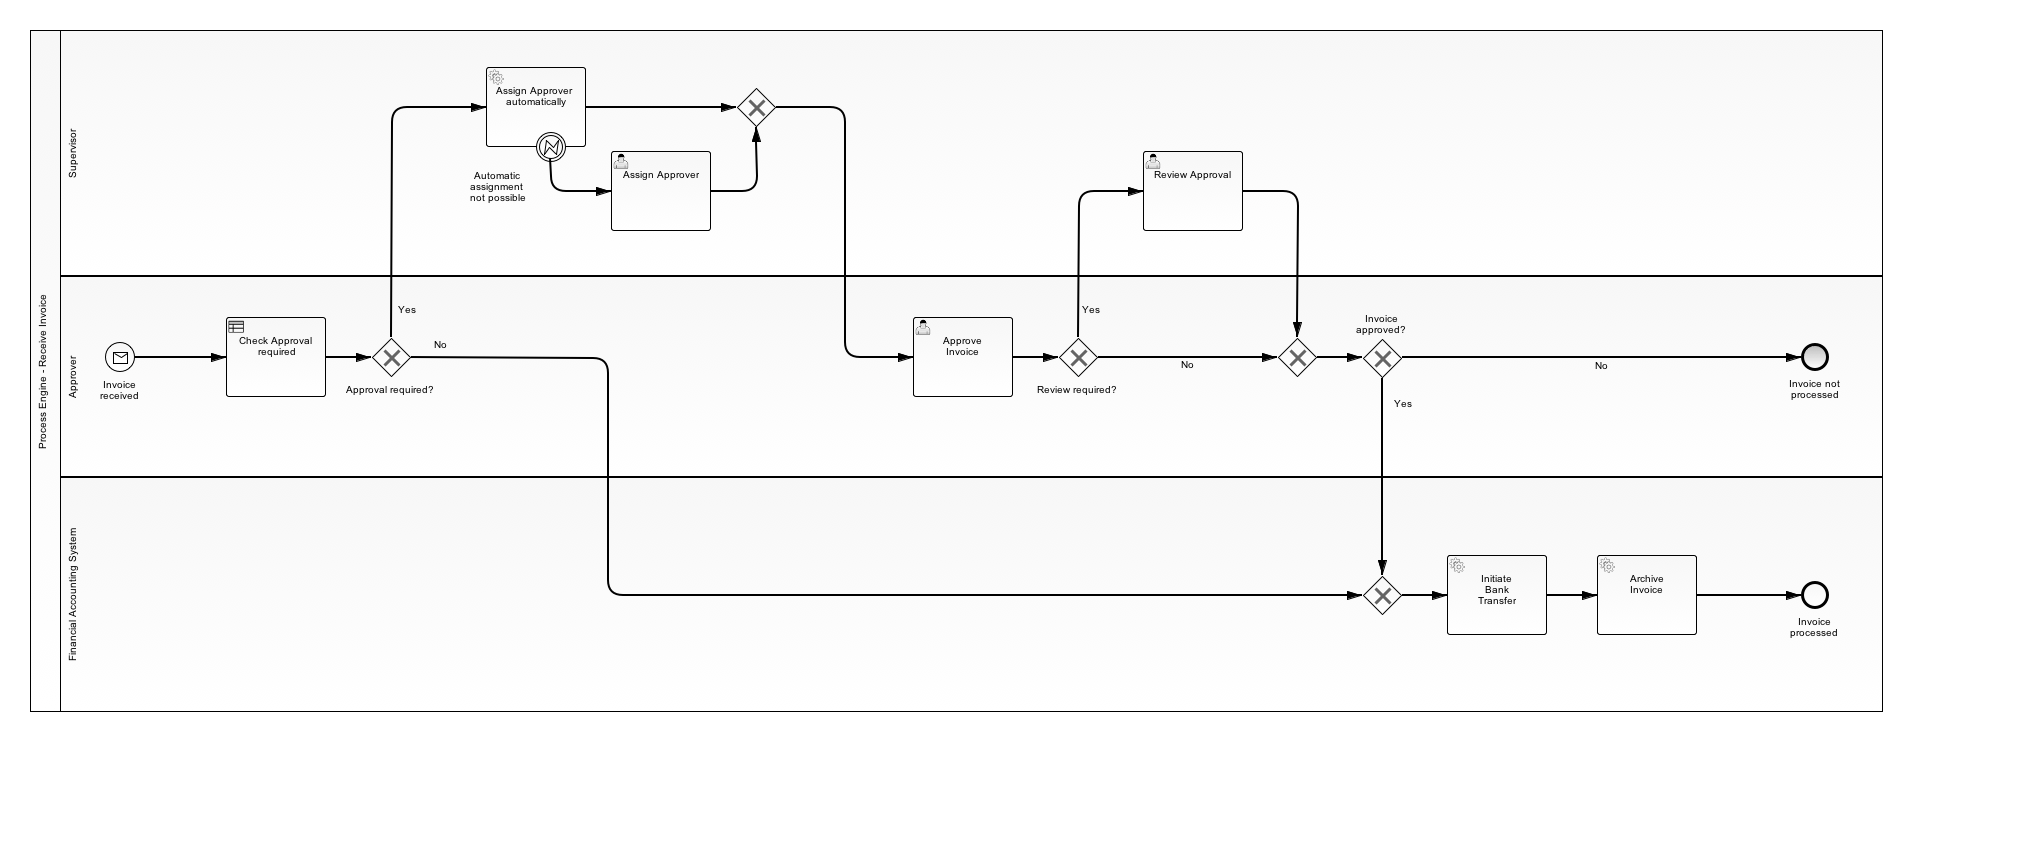 Process Engine - Receive Invoice
Supervisor
Assign Approver
automatically
Automatic
assignment
not possible
Assign Approver
Review Approval
Approver
Invoice
received
Check Approval
required
Yes
No
Approval required?
Approve
Invoice
Yes
No
Review required?
Invoice
approved?
No
Yes
Invoice not
processed
Financial Accounting System
Initiate
Bank
Transfer
Archive
Invoice
Invoice
processed